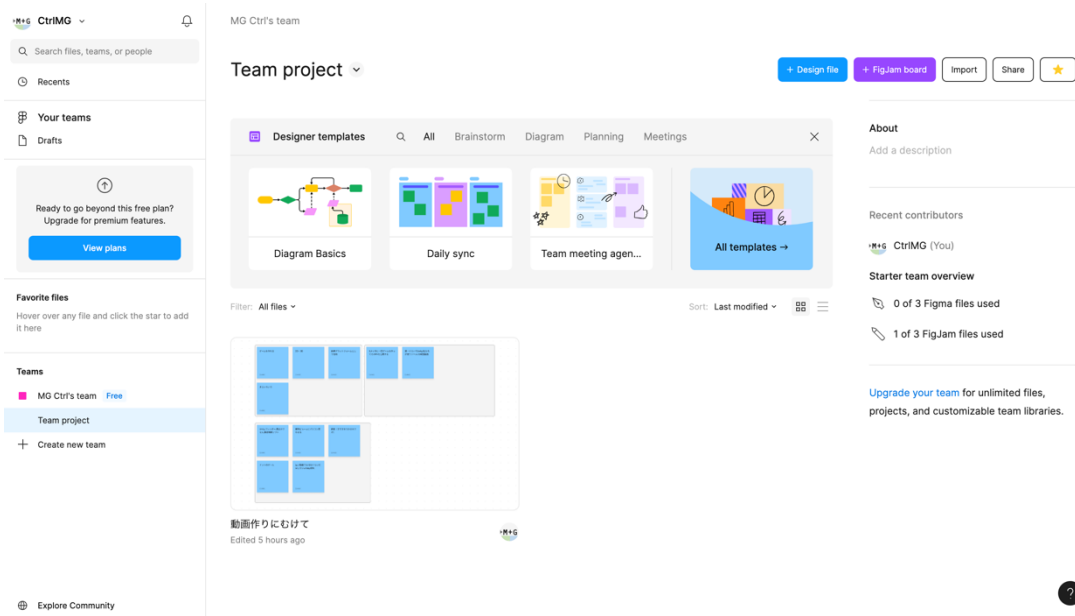 CtrlMG
Search files, teams, or people
Recents
Your teams
Drafts
Ready to go beyond this free plan?
Upgrade for premium features.
View plans
Favorite files
Hover over any file and click the star to add
it here
Teams
MG Ctrl's team Free
Team project
Create new team
Explore Community
MG Ctrl's team
Team project
+ Design file
+ FigJam board
Import
Share
Designer templates
All
Brainstorm
Diagram
Planning
Meetings
Diagram Basics
Daily sync
Team meeting agen...
All templates →
Filter: All files
Sort: Last modified
動画作りにむけて
Edited 5 hours ago
About
Add a description
Recent contributors
CtrlMG (You)
Starter team overview
0 of 3 Figma files used
1 of 3 FigJam files used
Upgrade your team for unlimited files,
projects, and customizable team libraries.
?